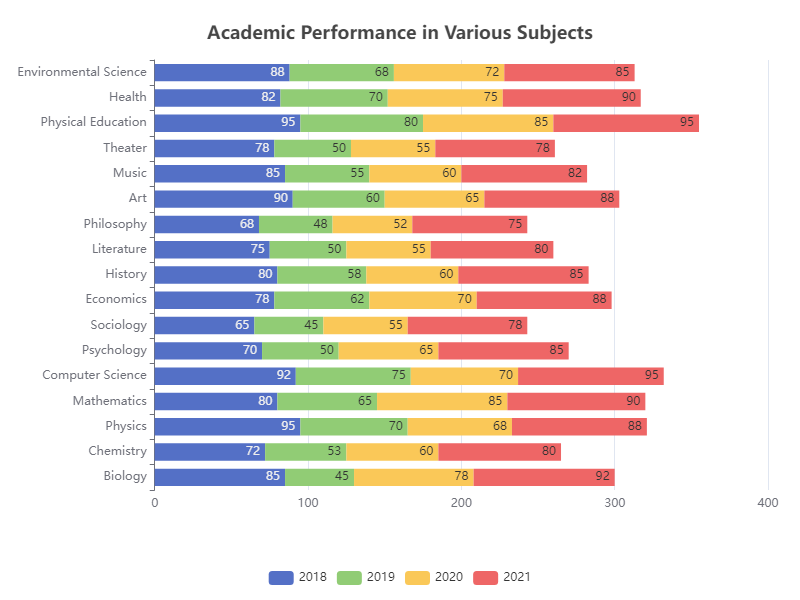 Academic Performance in Various Subjects
Environmental Science 88 68 72 85
Health 82 70 75 90
Physical Education 95 80 85 95
Theater 78 50 55 78
Music 85 55 60 82
Art 90 60 65 88
Philosophy 68 48 52 75
Literature 75 50 55 80
History 80 58 60 85
Economics 78 62 70 88
Sociology 65 45 55 78
Psychology 70 50 65 85
Computer Science 92 75 70 95
Mathematics 80 65 85 90
Physics 95 70 68 88
Chemistry 72 53 60 80
Biology 85 45 78 92
0 100 200 300 400
2018 2019 2020 2021